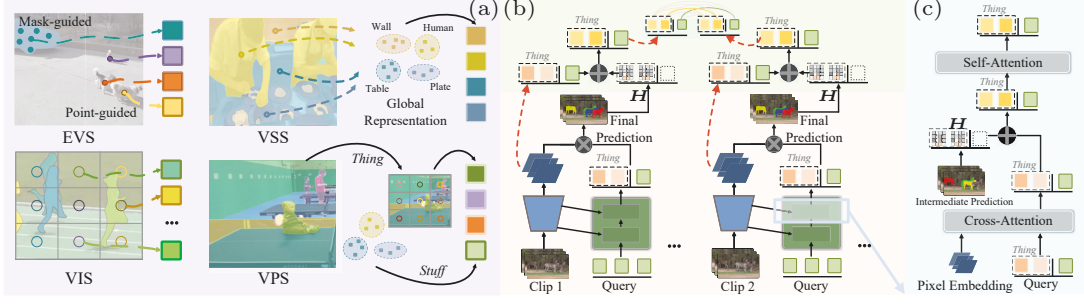 (a)
Mask-guided
Point-guided
EVS
Wall
Human
Table
Plate
Global
Representation
VSS
VIS
...
Thing
Stuff
VPS
(b)
Thing
Thing
H
Final
Prediction
Thing
Clip 1
Query
...
Thing
Thing
H
Final
Prediction
Thing
Clip 2
Query
...
(c)
Thing
Self-Attention
Thing
H
Intermediate Prediction
Thing
Cross-Attention
Thing
Pixel Embedding
Query